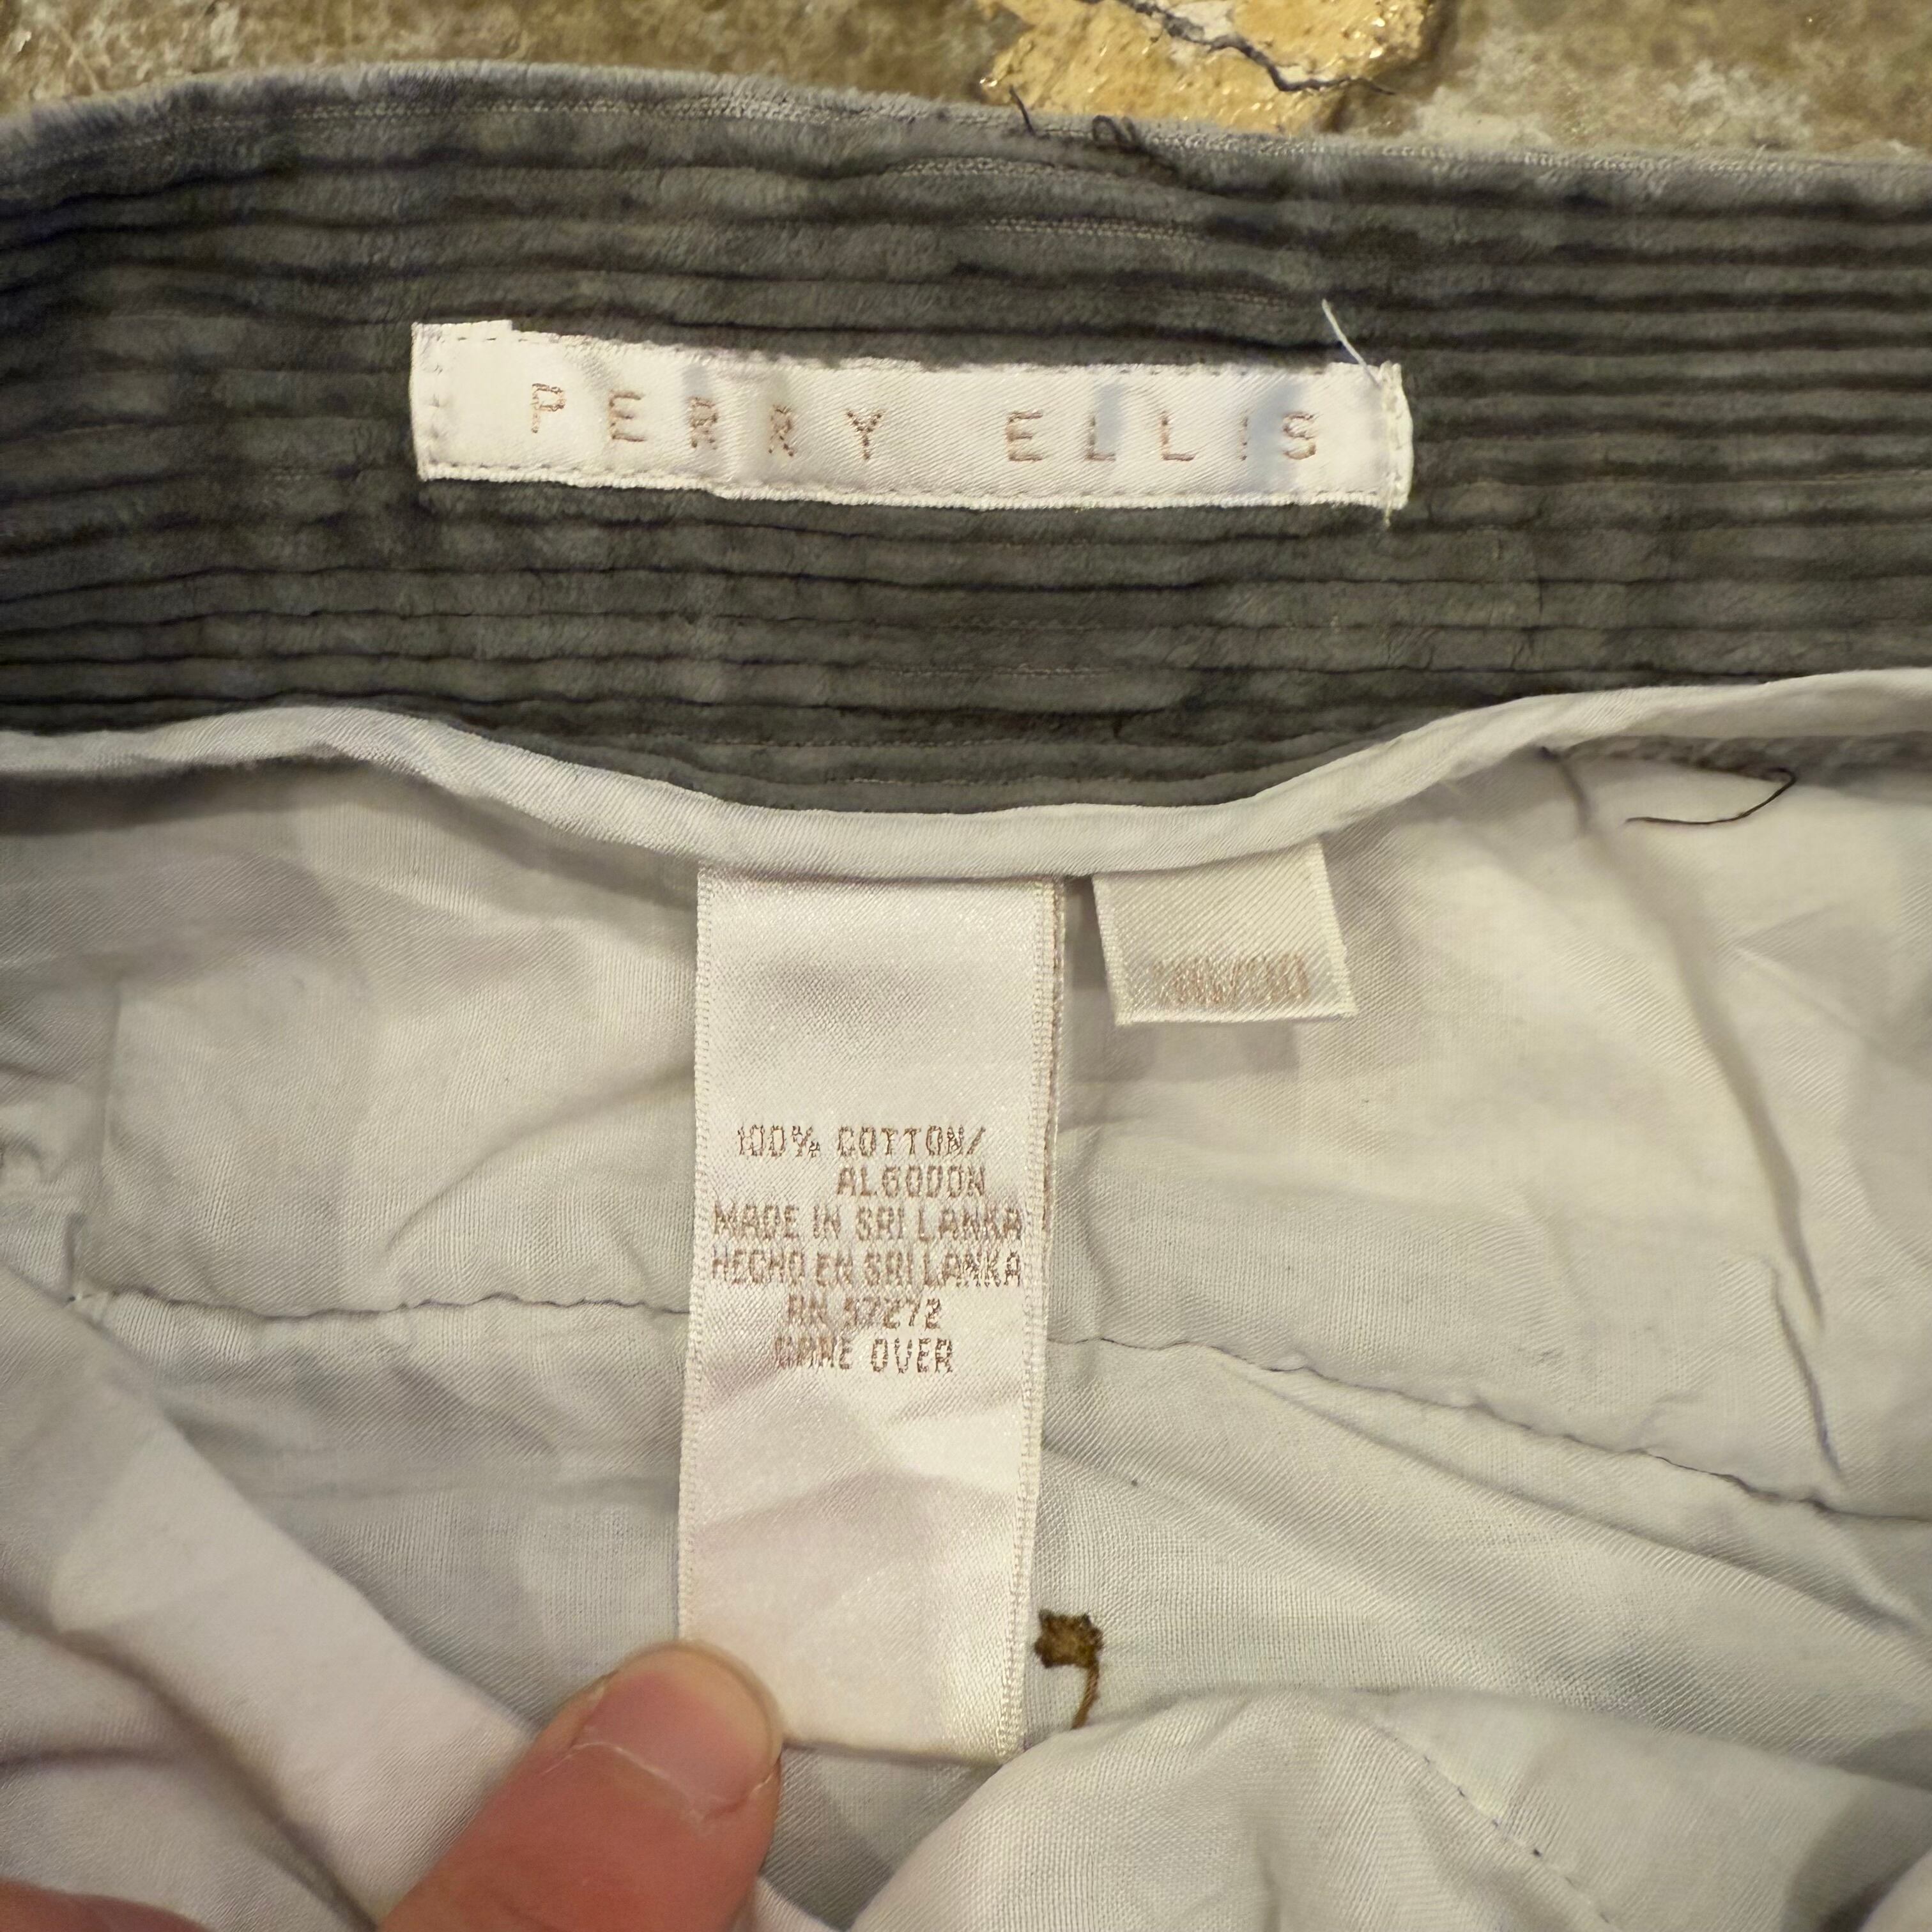 PERRY ELLIS
100% COTTON/
ALGODON
MADE IN SRI LANKA
HECHO EN SRI LANKA
RN 57272
CARE OVER